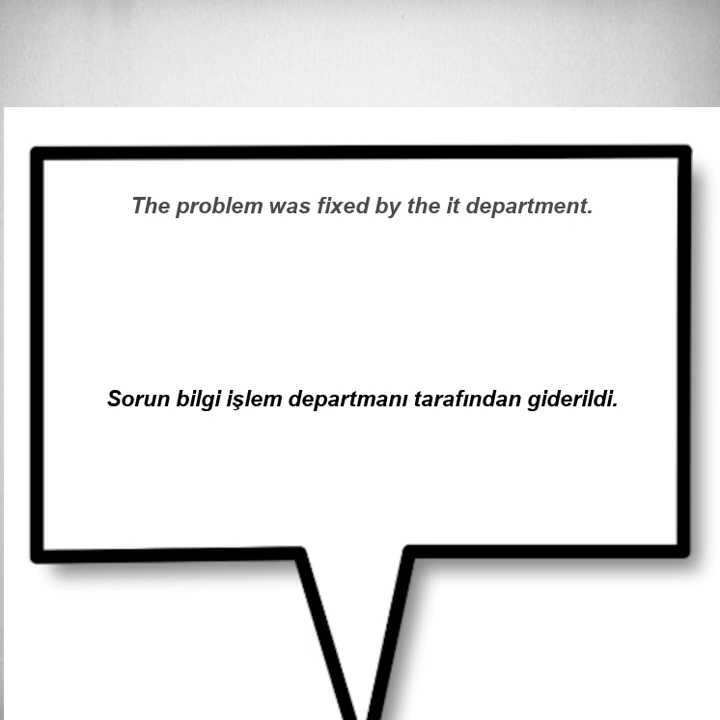 The problem was fixed by the it department.
Sorun bilgi işlem departmanı tarafından giderildi.